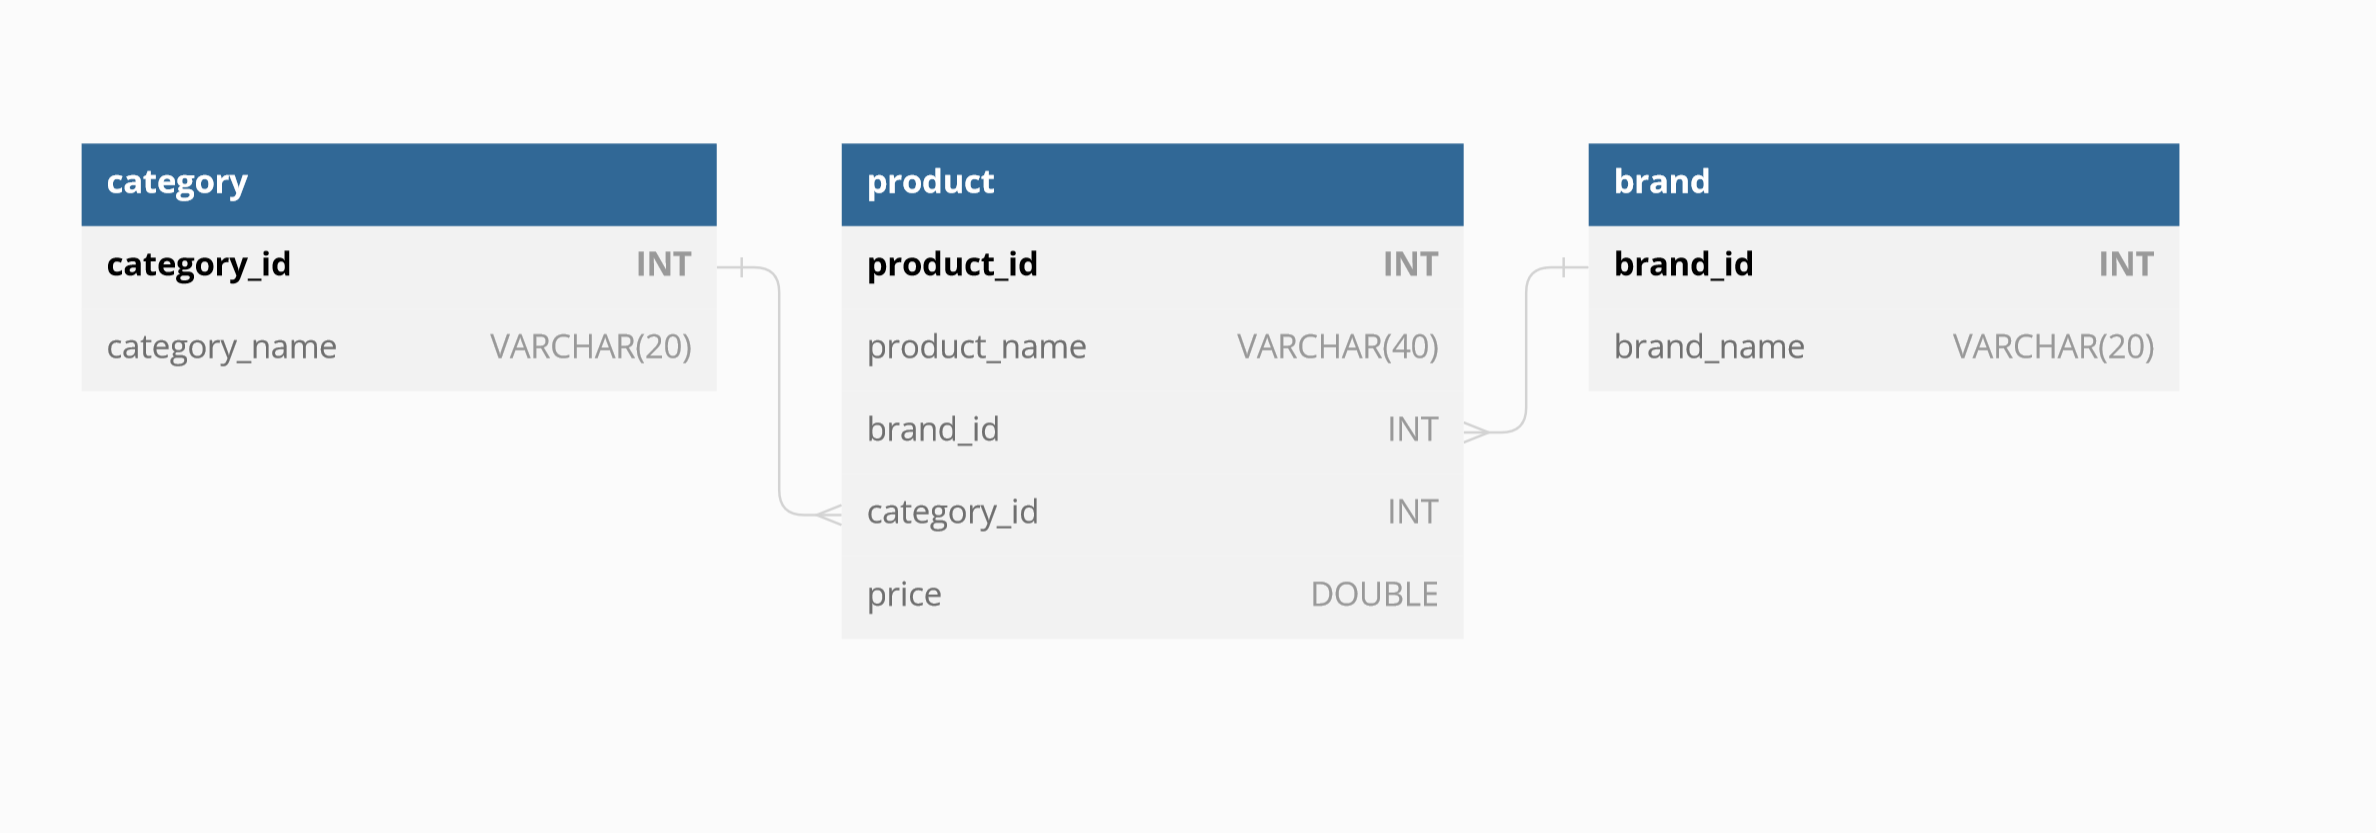 category
category_id INT
category_name VARCHAR(20)
product
product_id INT
product_name VARCHAR(40)
brand_id INT
category_id INT
price DOUBLE
brand
brand_id INT
brand_name VARCHAR(20)